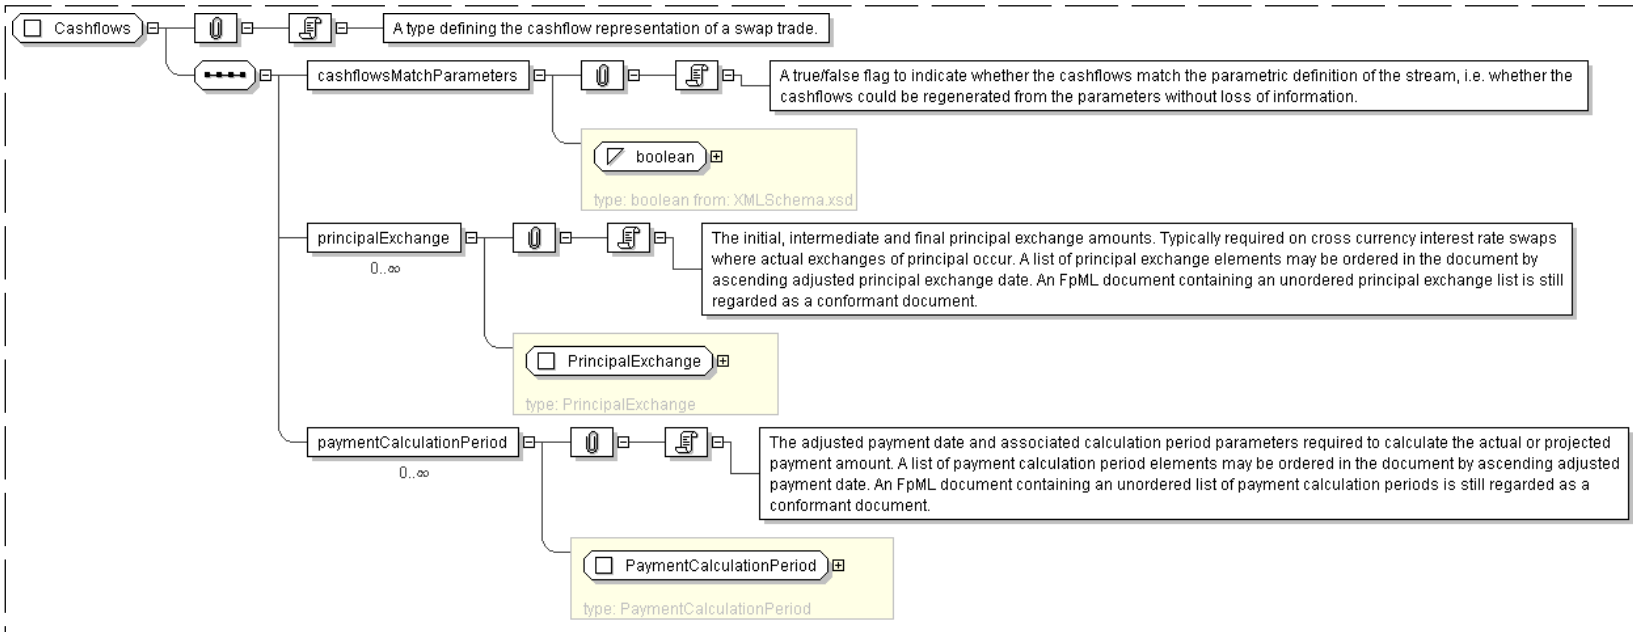 Cashflows
A type defining the cashflow representation of a swap trade.
cashflowsMatchParameters
A true/false flag to indicate whether the cashflows match the parametric definition of the stream, i.e. whether the
cashflows could be regenerated from the parameters without loss of information.
boolean
type: boolean from: XMLSchema.xsd
principalExchange
0..∞
The initial, intermediate and final principal exchange amounts. Typically required on cross currency interest rate swaps
where actual exchanges of principal occur. A list of principal exchange elements may be ordered in the document by
ascending adjusted principal exchange date. An FpML document containing an unordered principal exchange list is still
regarded as a conformant document.
PrincipalExchange
type: PrincipalExchange
paymentCalculationPeriod
0..∞
The adjusted payment date and associated calculation period parameters required to calculate the actual or projected
payment amount. A list of payment calculation period elements may be ordered in the document by ascending adjusted
payment date. An FpML document containing an unordered list of payment calculation periods is still regarded as a
conformant document.
PaymentCalculationPeriod
type: PaymentCalculationPeriod